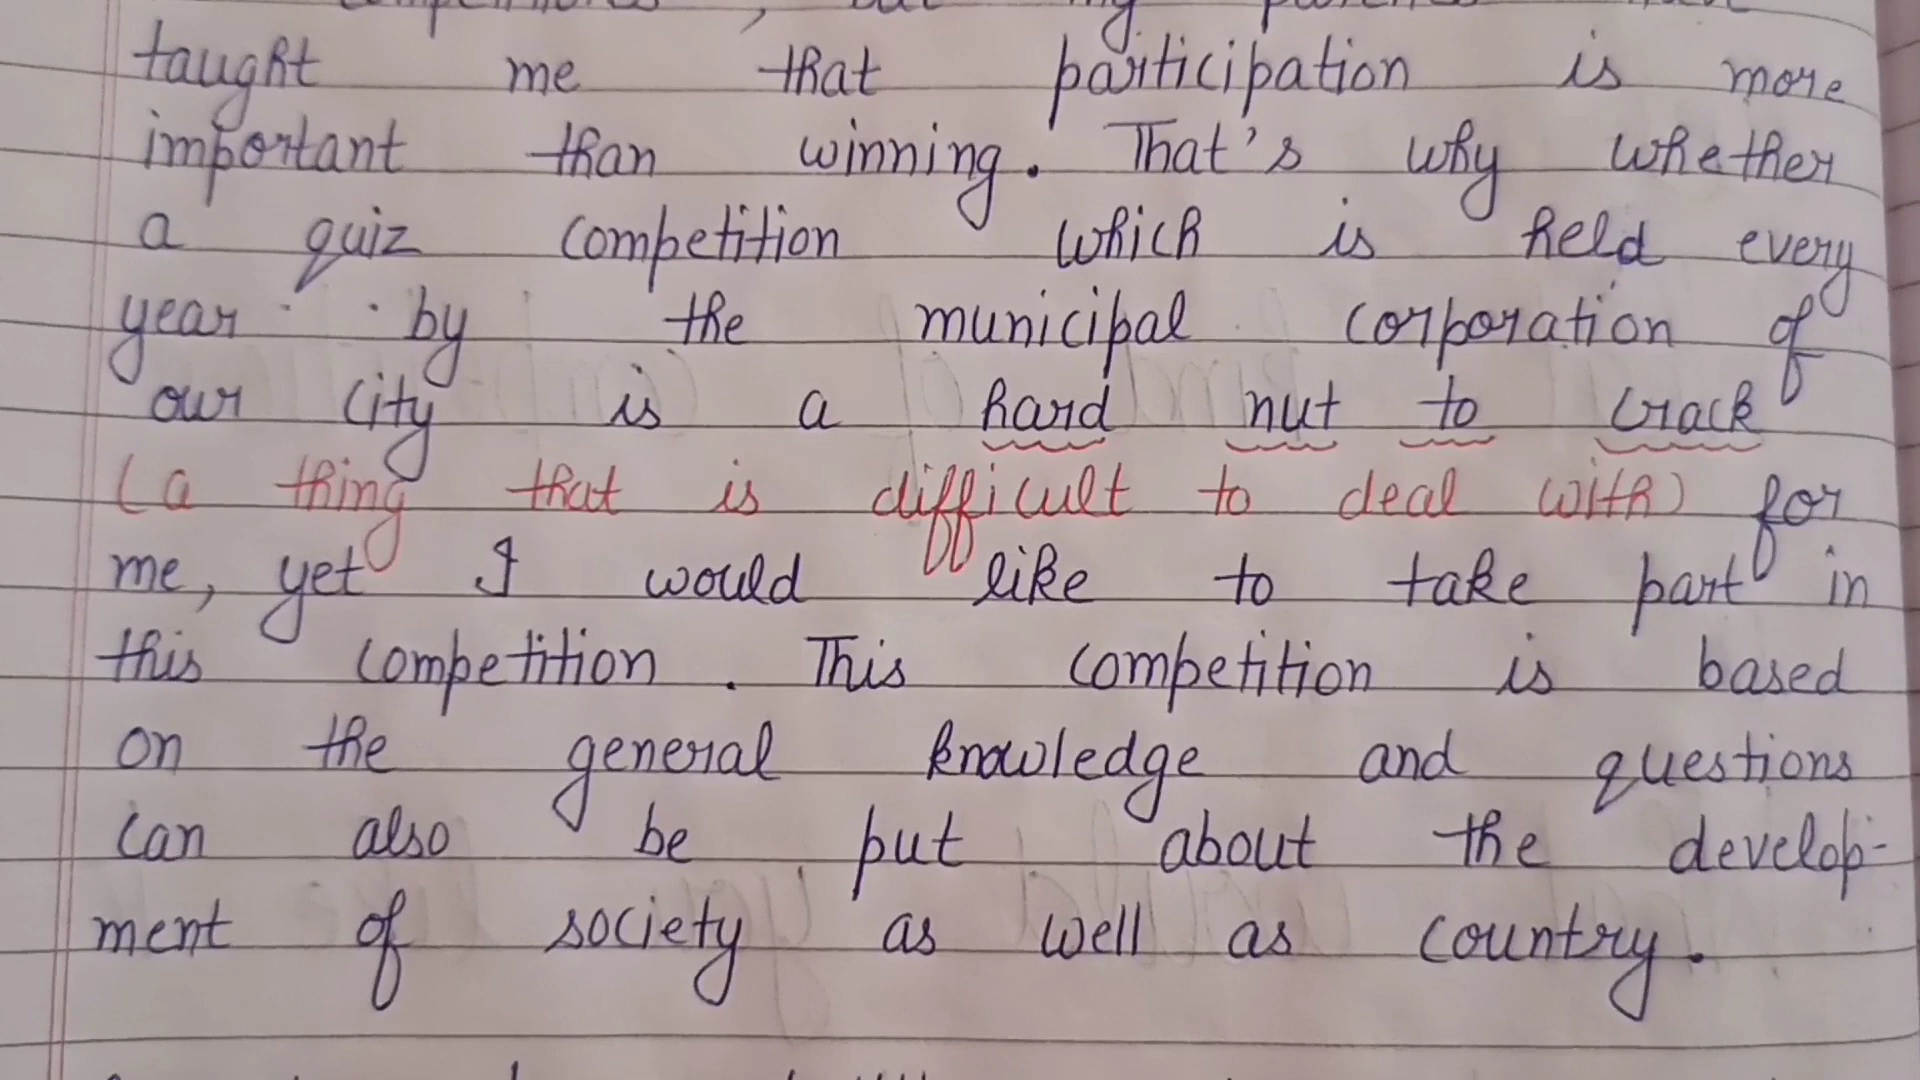 taught me that participation is more
important than winning. That's why whether
a quiz competition which is held every
year by the municipal corporation of
our city is a hard nut to crack
(a thing that is difficult to deal with) for
me, yet I would like to take part in
this competition. This competition is based
on the general knowledge and questions
can also be put about the develop-
ment of society as well as country.